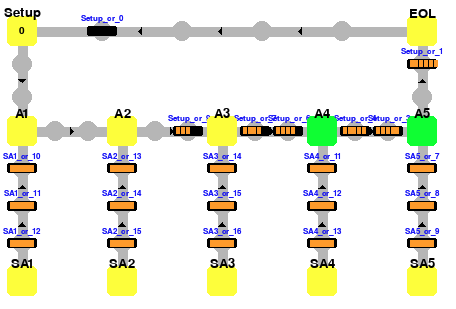 Setup
EOL
0
Setup_or_0
Setup_or_1
A1
A2
A3
A4
A5
SA1_or_10
SA2_or_13
SA3_or_14
SA4_or_11
SA5_or_7
SA1_or_11
SA2_or_14
SA3_or_15
SA4_or_12
SA5_or_8
SA1_or_12
SA2_or_15
SA3_or_16
SA4_or_13
SA5_or_9
SA1
SA2
SA3
SA4
SA5